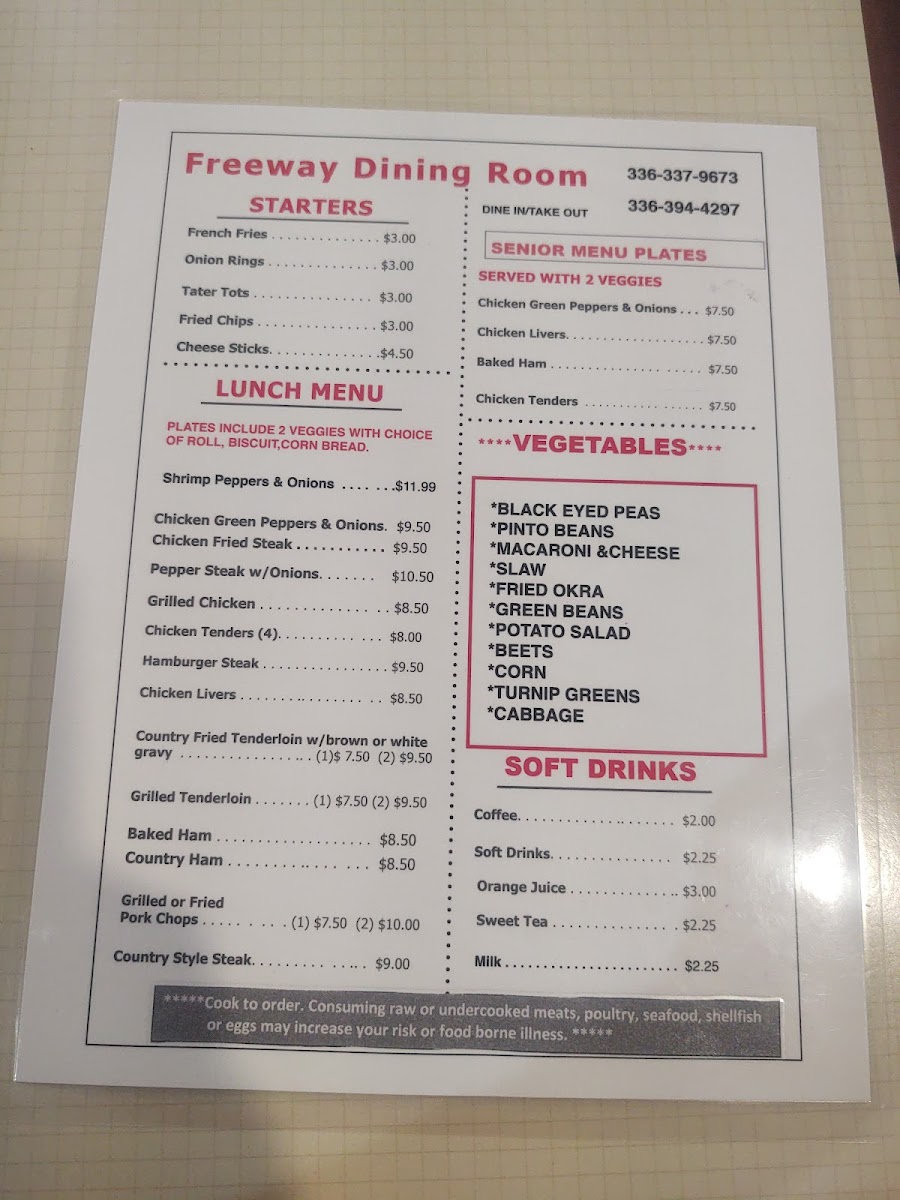 Freeway Dining Room
336-337-9673
DINE IN/TAKE OUT
336-394-4297
STARTERS
French Fries . . . . . . . . . . . . . . $3.00
Onion Rings . . . . . . . . . . . . . . $3.00
Tater Tots . . . . . . . . . . . . . . . $3.00
Fried Chips . . . . . . . . . . . . . . . $3.00
Cheese Sticks. . . . . . . . . . . . . .$4.50
LUNCH MENU
PLATES INCLUDE 2 VEGGIES WITH CHOICE
OF ROLL, BISCUIT,CORN BREAD.
Shrimp Peppers & Onions . . . . . . .$11.99
Chicken Green Peppers & Onions. $9.50
Chicken Fried Steak . . . . . . . . . . . $9.50
Pepper Steak w/Onions. . . . . . . $10.50
Grilled Chicken . . . . . . . . . . . . . . . $8.50
Chicken Tenders (4). . . . . . . . . . . . . $8.00
Hamburger Steak . . . . . . . . . . . . . . . . $9.50
Chicken Livers . . . . . . . . . . . . . . . . $8.50
Country Fried Tenderloin w/brown or white
gravy . . . . . . . . . . . . . . . . . (1)$ 7.50 (2) $9.50
Grilled Tenderloin . . . . . . . (1) $7.50 (2) $9.50
Baked Ham . . . . . . . . . . . . . . . . . . . $8.50
Country Ham . . . . . . . . . . . . . . . . $8.50
Grilled or Fried
Pork Chops . . . . . . . . . . (1) $7.50 (2) $10.00
Country Style Steak. . . . . . . . . . . . . $9.00
SENIOR MENU PLATES
SERVED WITH 2 VEGGIES
Chicken Green Peppers & Onions . . . $7.50
Chicken Livers. . . . . . . . . . . . . . . . . . . . $7.50
Baked Ham . . . . . . . . . . . . . . . . . . . . . . $7.50
Chicken Tenders . . . . . . . . . . . . . . . . . . $7.50
****VEGETABLES****
*BLACK EYED PEAS
*PINTO BEANS
*MACARONI &CHEESE
*SLAW
*FRIED OKRA
*GREEN BEANS
*POTATO SALAD
*BEETS
*CORN
*TURNIP GREENS
*CABBAGE
SOFT DRINKS
Coffee. . . . . . . . . . . . . . . . . . . . $2.00
Soft Drinks. . . . . . . . . . . . . . . $2.25
Orange Juice . . . . . . . . . . . . . . $3.00
Sweet Tea . . . . . . . . . . . . . . . . $2.25
Milk . . . . . . . . . . . . . . . . . . . . . . . $2.25
*****Cook to order. Consuming raw or undercooked meats, poultry, seafood, shellfish
or eggs may increase your risk or food borne illness. *****